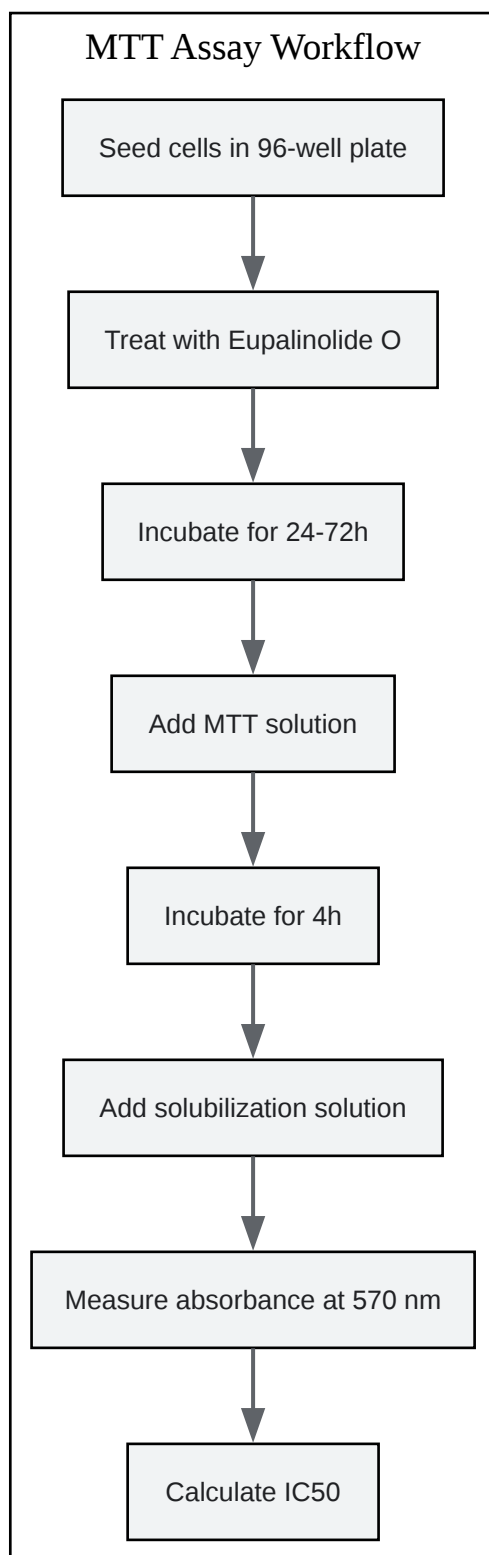 MTT Assay Workflow
Seed cells in 96-well plate
Treat with Eupalinolide O
Incubate for 24-72h
Add MTT solution
Incubate for 4h
Add solubilization solution
Measure absorbance at 570 nm
Calculate IC50